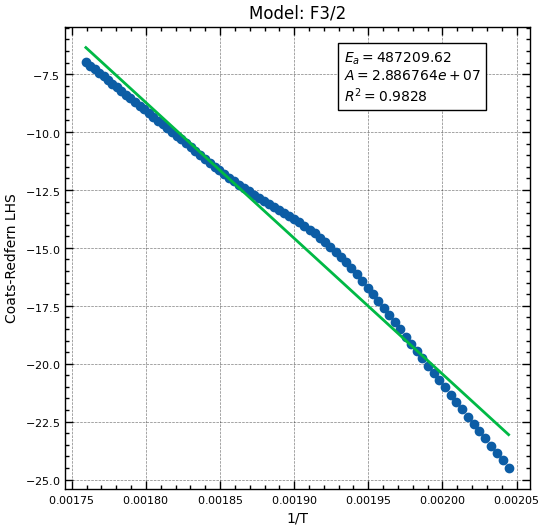 Model: F3/2
E_a = 487209.62
A = 2.886764e + 07
R² = 0.9828
Coats-Redfern LHS
−7.5
−10.0
−12.5
−15.0
−17.5
−20.0
−22.5
−25.0
0.00175 0.00180 0.00185 0.00190 0.00195 0.00200 0.00205
1/T